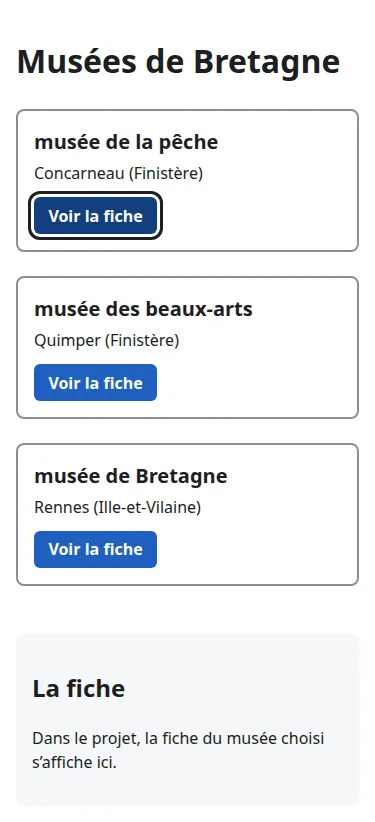 Musées de Bretagne
musée de la pêche
Concarneau (Finistère)
Voir la fiche
musée des beaux-arts
Quimper (Finistère)
Voir la fiche
musée de Bretagne
Rennes (Ille-et-Vilaine)
Voir la fiche
La fiche
Dans le projet, la fiche du musée choisi
s’affiche ici.